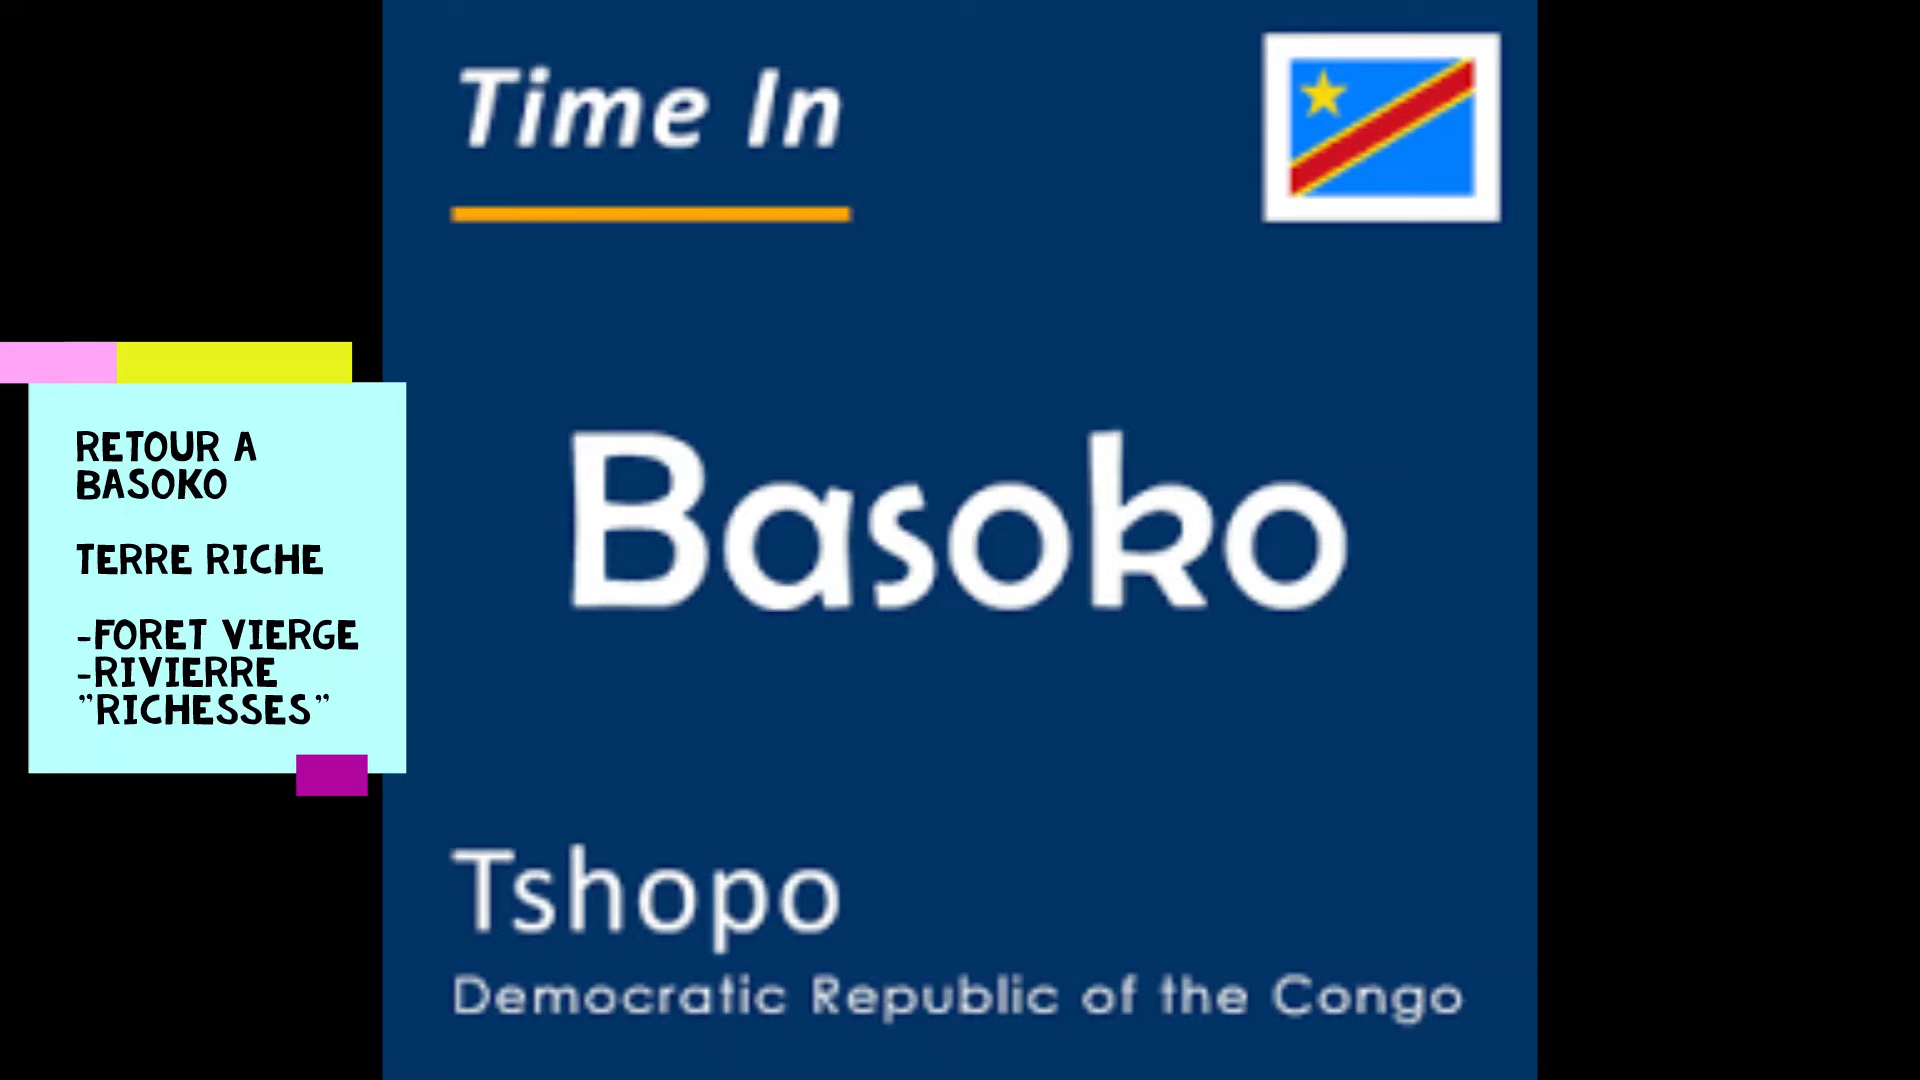 Time In
Basoko
Tshopo
Democratic Republic of the Congo
RETOUR A
BASOKO
TERRE RICHE
-FORET VIERGE
-RIVIERRE
"RICHESSES"